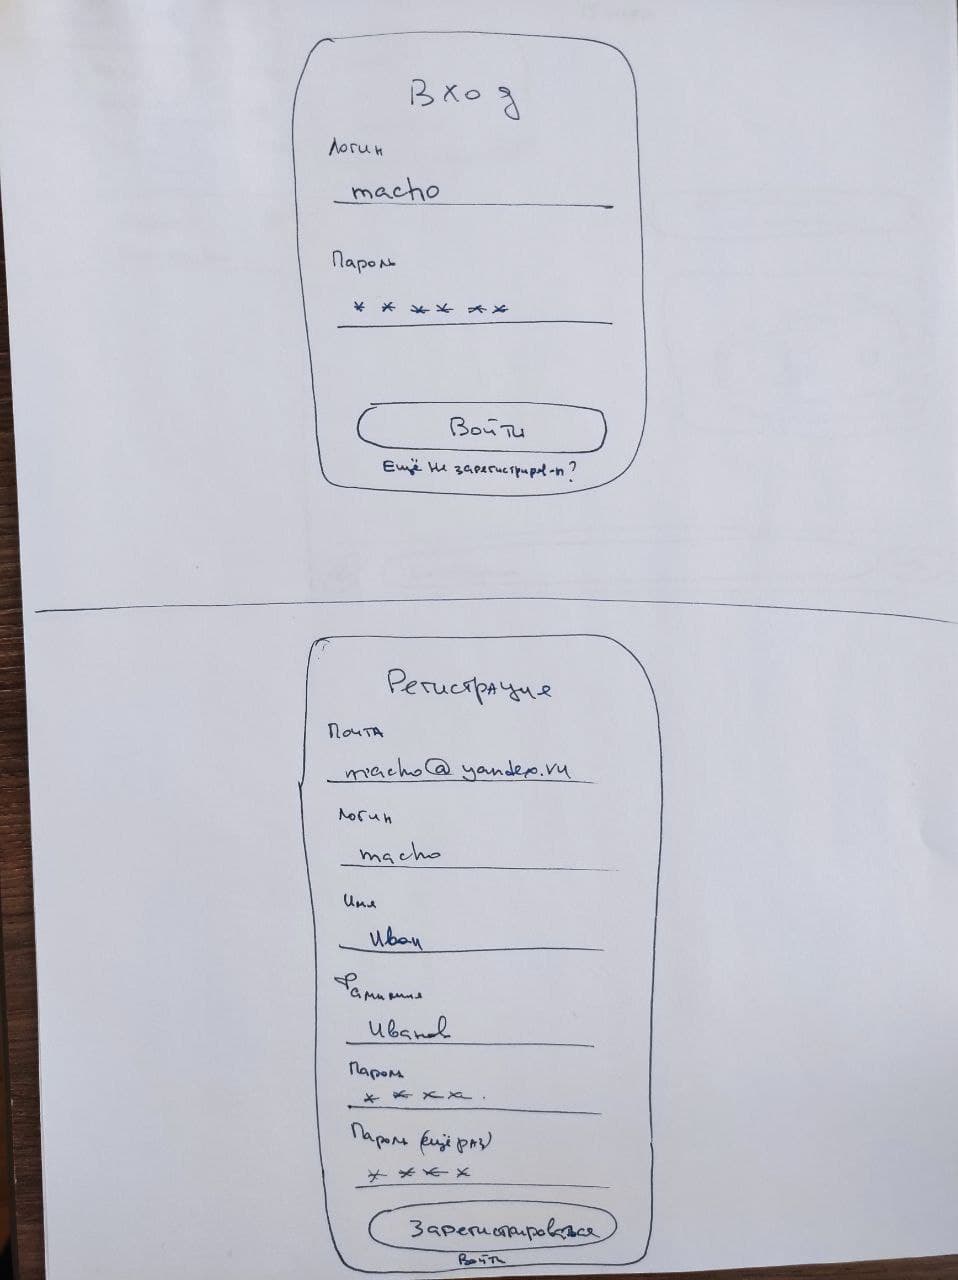 Вход
Логин
macho
Пароль
* * * * * *
Войти
Ещё не зарегистрир-н?
Регистрация
Почта
macho@yandex.ru
Логин
macho
Имя
Иван
Фамилия
Иванов
Пароль
* * * *
Пароль (ещё раз)
* * * *
Зарегистрироваться
Войти